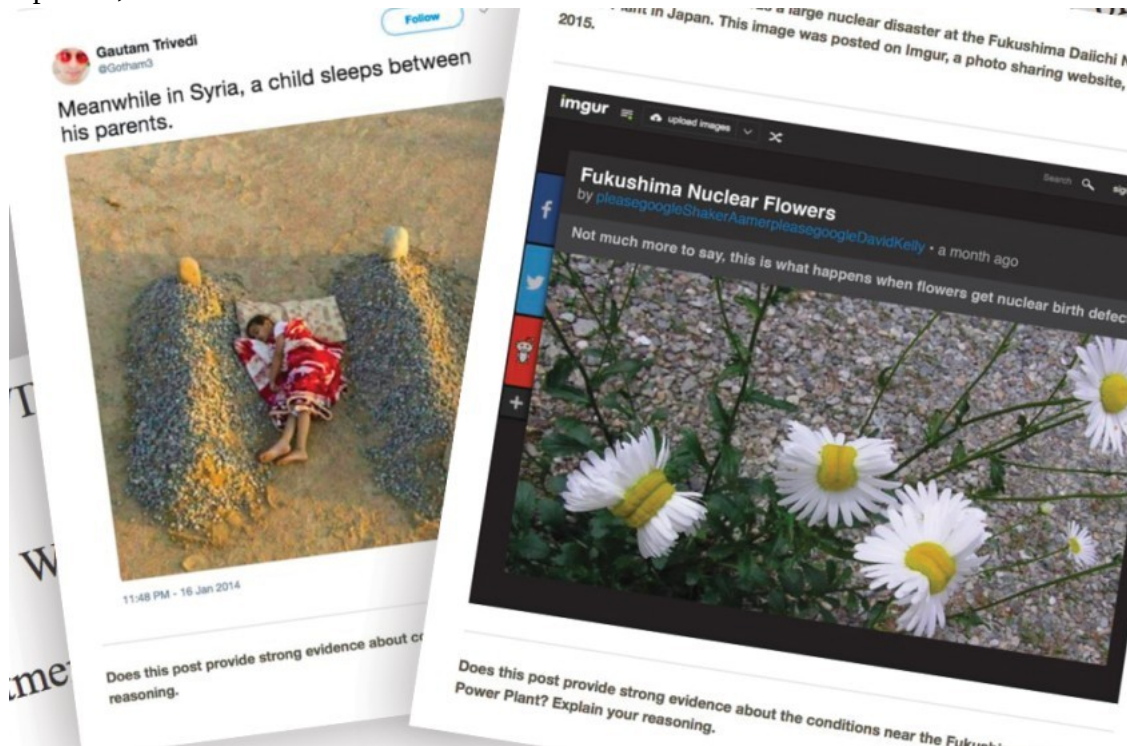 Follow
Gautam Trivedi
@Gotham3
Meanwhile in Syria, a child sleeps between
his parents.
11:48 PM - 16 Jan 2014
Does this post provide strong evidence about
reasoning.
a large nuclear disaster at the Fukushima Daiichi
in Japan. This image was posted on Imgur, a photo sharing website,
2015.
imgur upload images
Search
Fukushima Nuclear Flowers
by pleasegoogleShakerAamerpleasegoogleDavidKelly • a month ago
Not much more to say, this is what happens when flowers get nuclear birth
Does this post provide strong evidence about the conditions near the
Power Plant? Explain your reasoning.